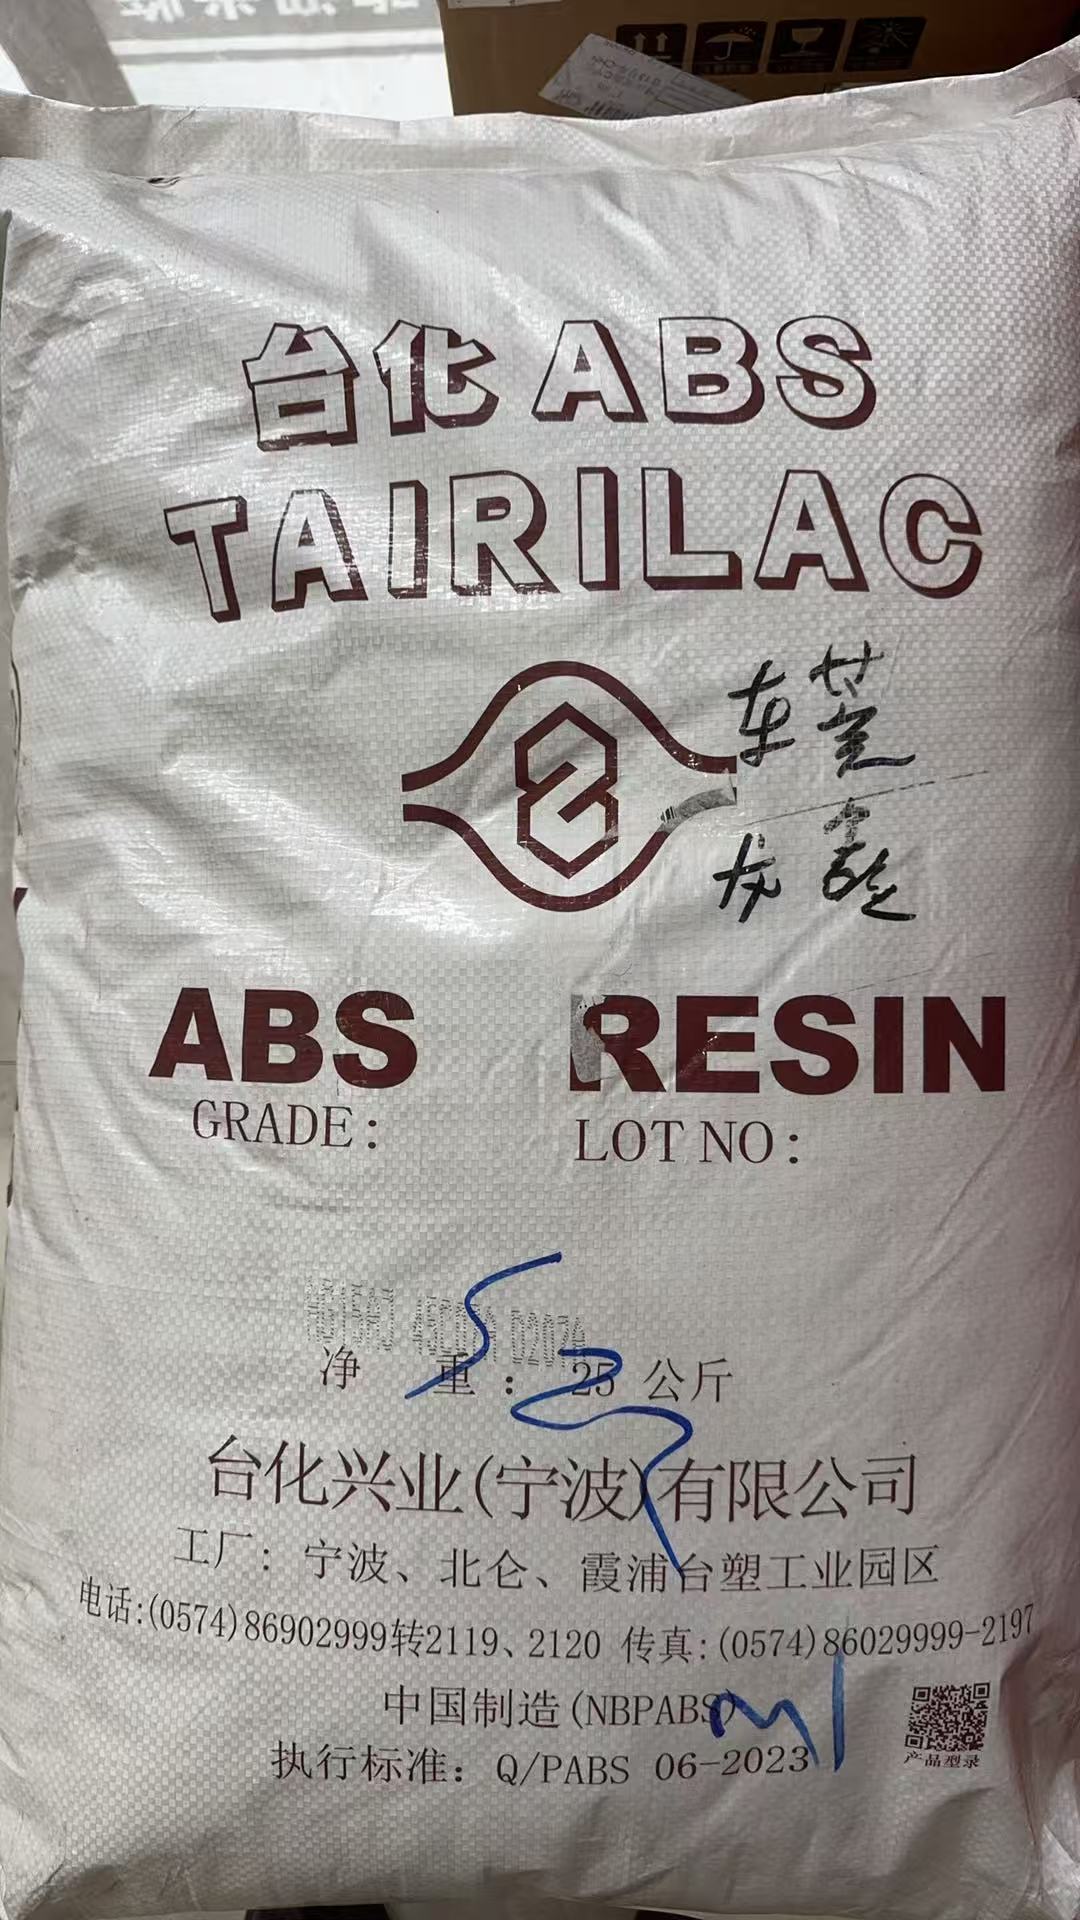 台化ABS
TAIRILAC
东莞
龙鑫
ABS RESIN
GRADE: LOT NO:
净 重: 25 公斤
台化兴业(宁波)有限公司
工厂: 宁波、北仑、霞浦台塑工业园区
电话:(0574)86902999转2119、2120 传真:(0574)86029999-2197
中国制造(NBPABS)
执行标准: Q/PABS 06-2023
产品型录